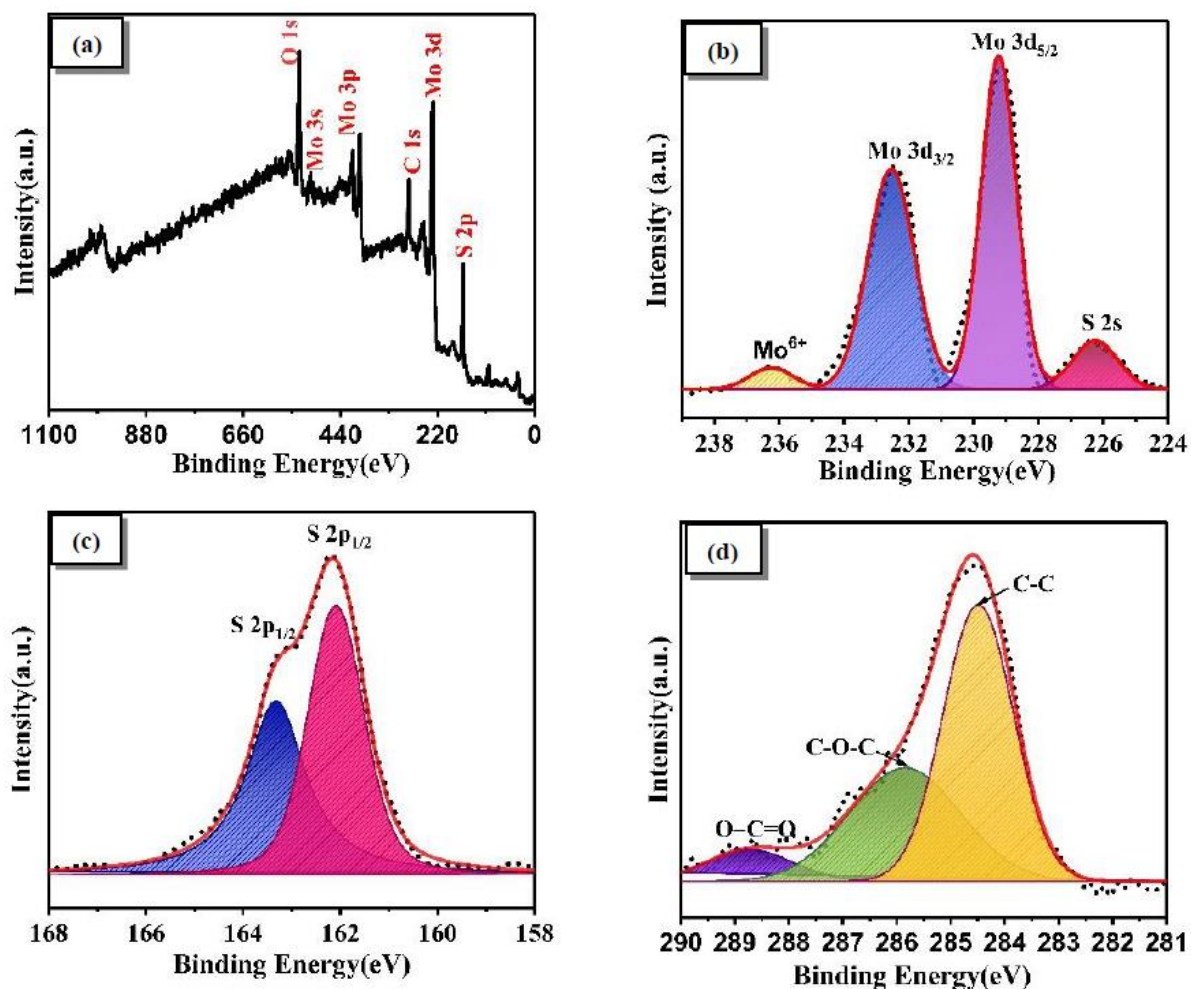 (a)
O 1s
Mo 3s
Mo 3p
C 1s
Mo 3d
S 2p
Intensity(a.u.)
1100 880 660 440 220 0
Binding Energy(eV)
(b)
Mo 3d5/2
Mo 3d3/2
Mo6+
S 2s
Intensity (a.u.)
238 236 234 232 230 228 226 224
Binding Energy(eV)
(c)
S 2p1/2
S 2p1/2
Intensity(a.u.)
168 166 164 162 160 158
Binding Energy(eV)
(d)
C-C
C-O-C
O–C=O
Intensity(a.u.)
290 289 288 287 286 285 284 283 282 281
Binding Energy(eV)